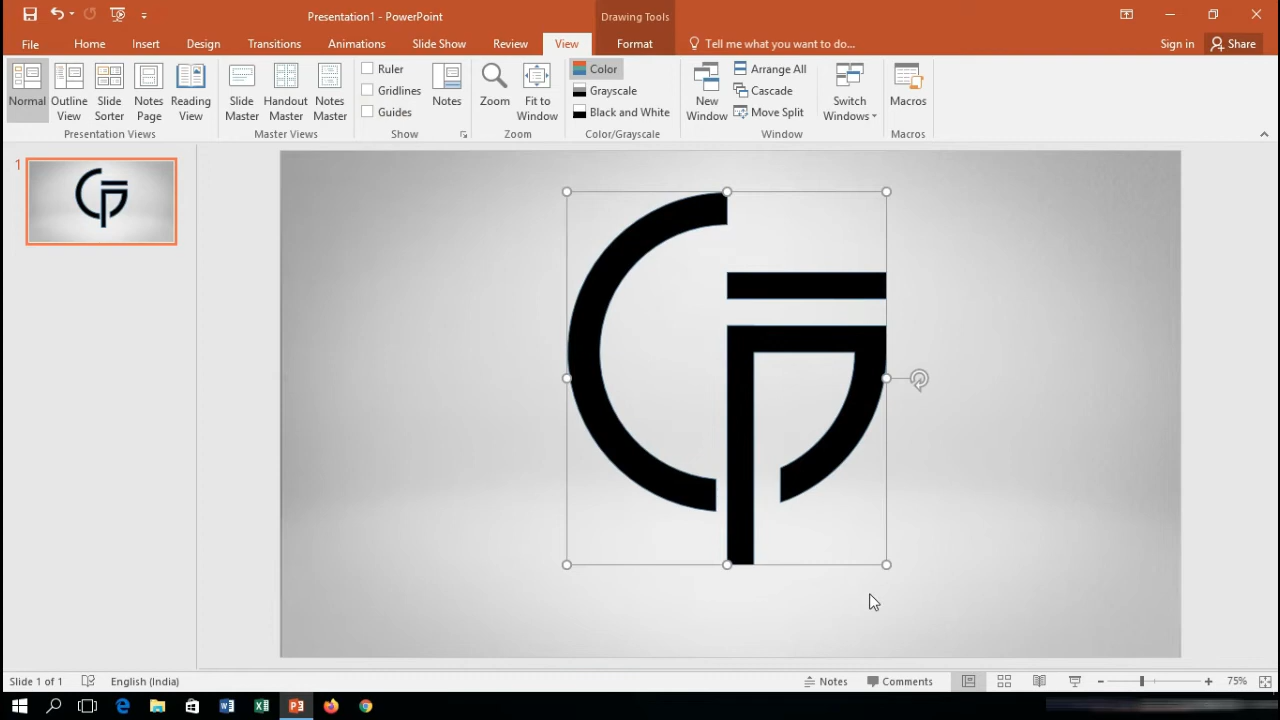 Presentation1 - PowerPoint
Drawing Tools
File Home Insert Design Transitions Animations Slide Show Review View Format Tell me what you want to do... Sign in Share
Normal
Outline View
Slide Sorter
Notes Page
Reading View
Presentation Views
Slide Master
Handout Master
Notes Master
Master Views
Ruler
Gridlines
Guides
Show
Notes
Zoom
Fit to Window
Zoom
Color
Grayscale
Black and White
Color/Grayscale
New Window
Arrange All
Cascade
Move Split
Switch Windows
Window
Macros
Macros
1
GP
Slide 1 of 1 English (India) Notes Comments 75%